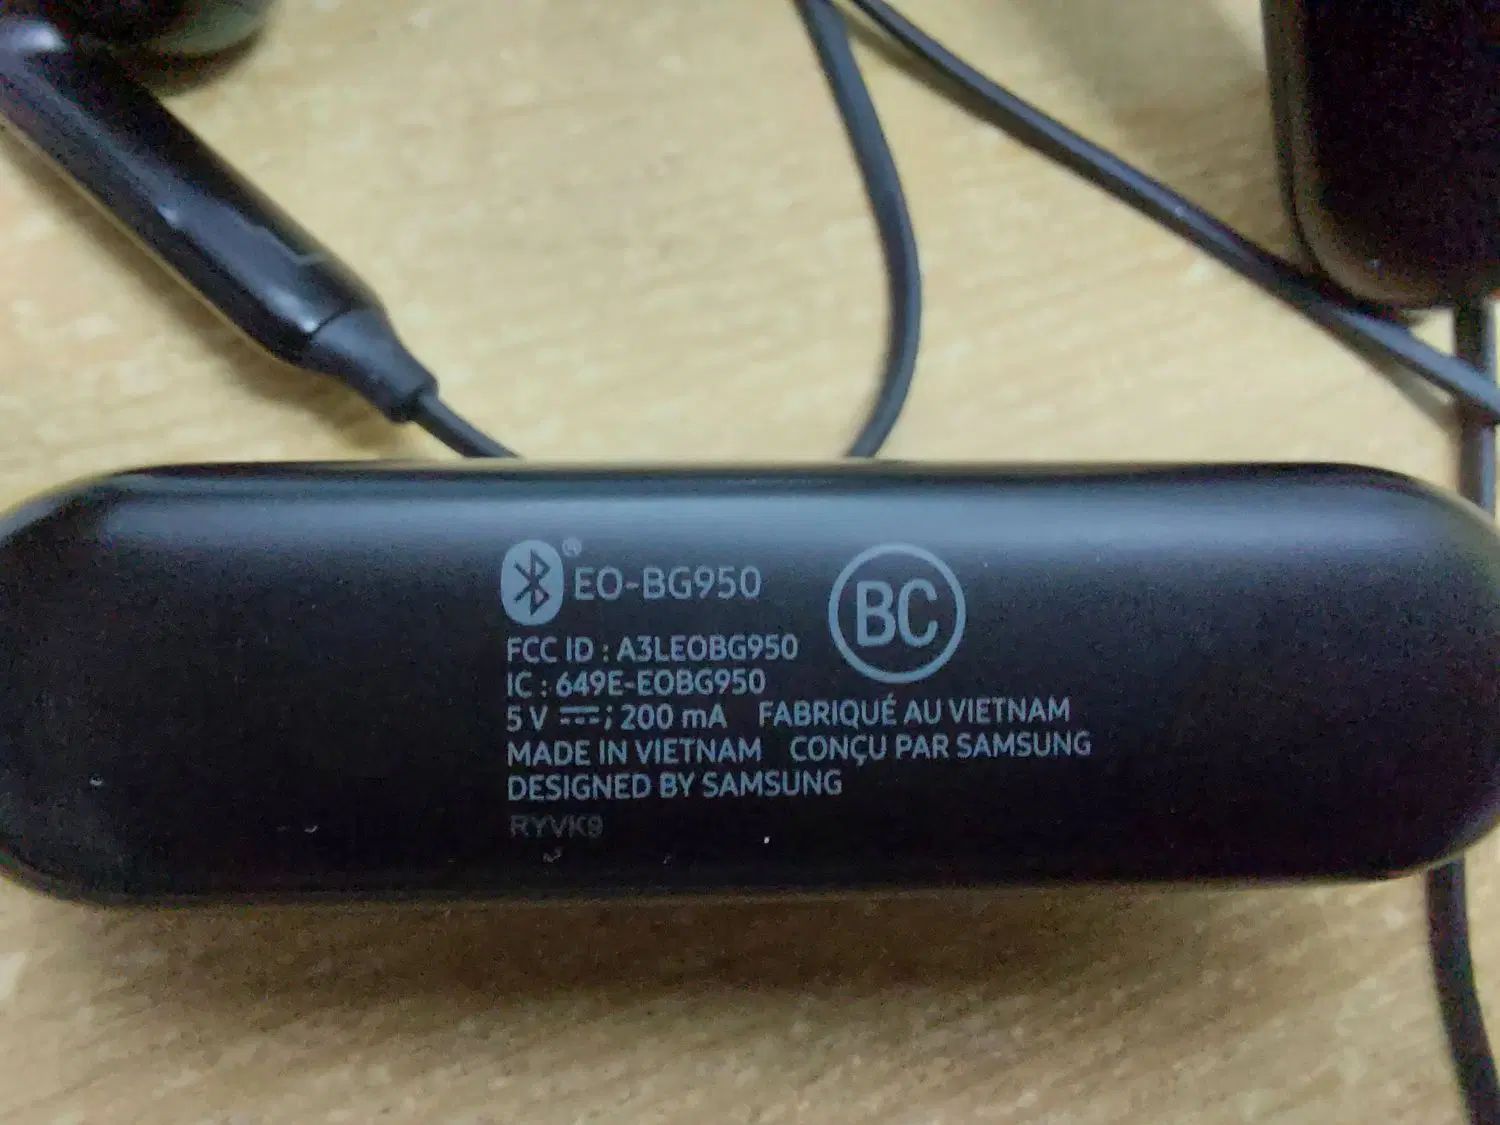 EO-BG950
BC
FCC ID : A3LEOBG950
IC : 649E-EOBG950
5 V ⎓; 200 mA FABRIQUÉ AU VIETNAM
MADE IN VIETNAM CONÇU PAR SAMSUNG
DESIGNED BY SAMSUNG
RYVK9